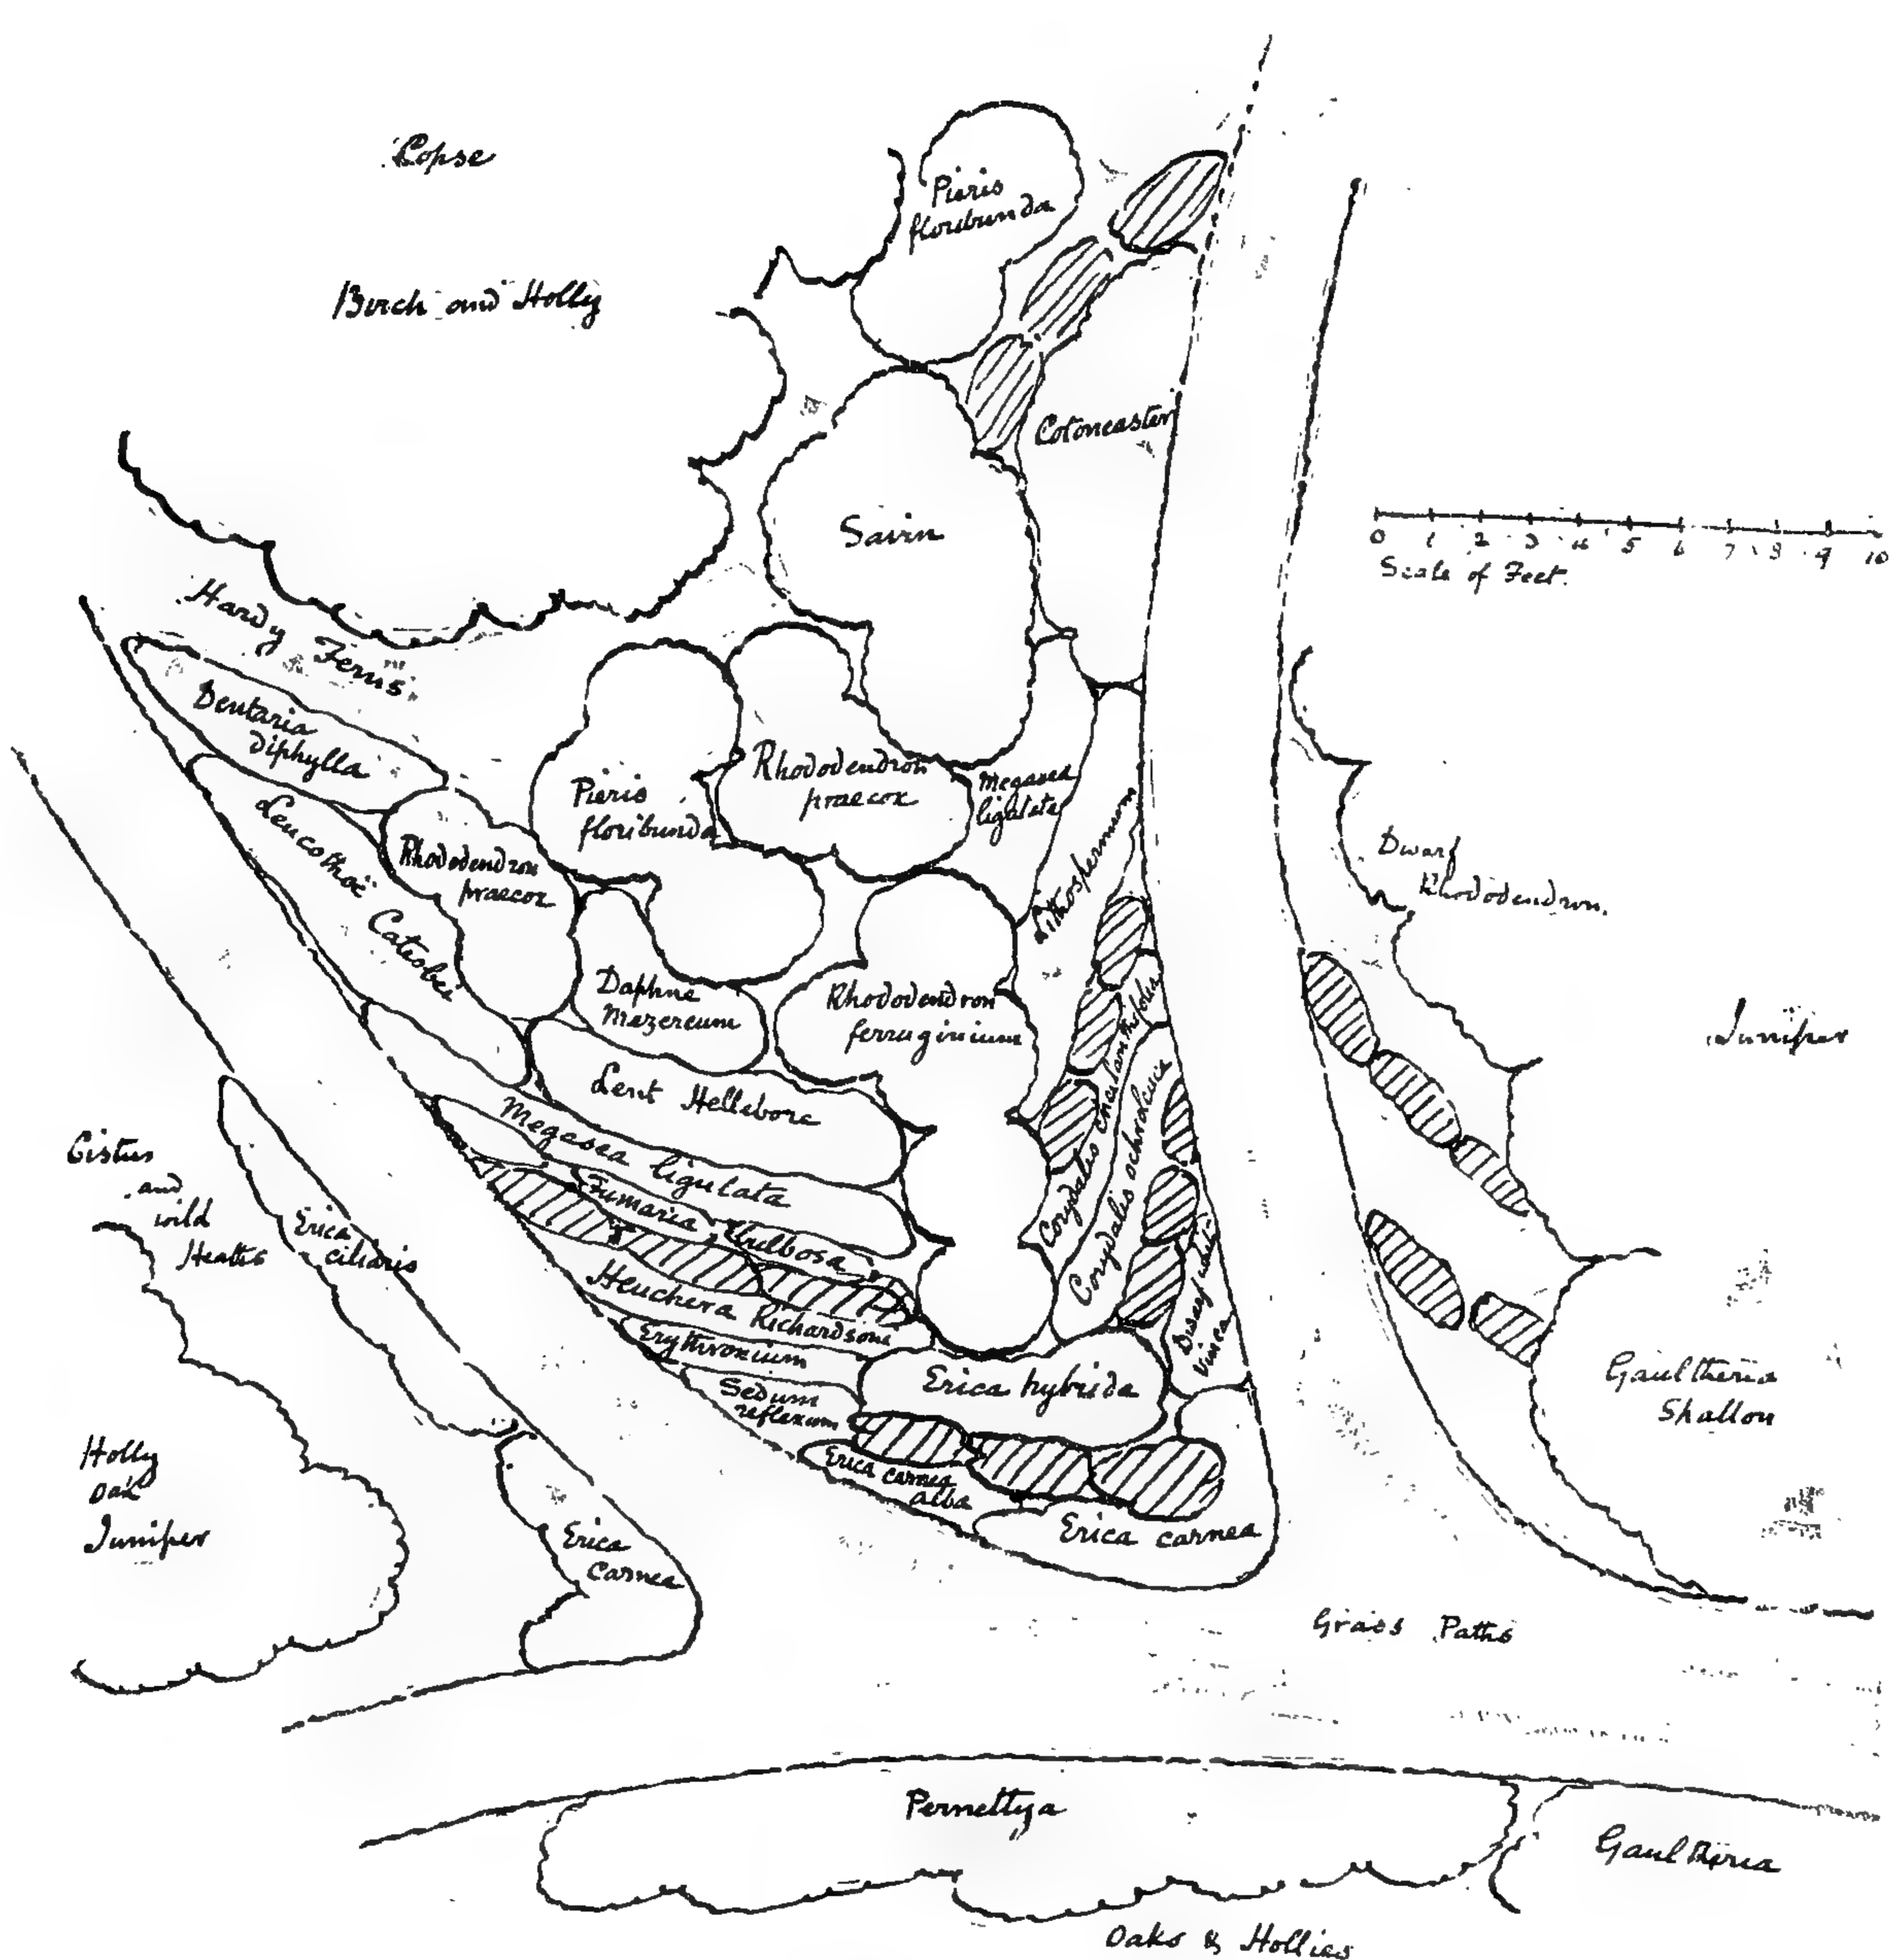 Copse
Birch and Holly
Pieris
floribunda
Cotoneaster
Savin
0 1 2 3 4 5 6 7 8 9 10
Scale of Feet.
Hardy Ferns
Dentaria
diphylla
Leucothoë Catesbæi
Rhododendron
praecox
Pieris
floribunda
Rhododendron
praecox
Megasea
ligulata
Lithospermum
Dwarf
Rhododendron.
Juniper
Daphne
Mezereum
Rhododendron
ferruginium
Lent Hellebore
Megasea ligulata
Fumaria bulbosa
Heuchera Richardsoni
Erythronium
Sedum
reflexum
Corydalis
Corydalis ochroleuca
Dwarf
Vinca
Erica hybrida
Erica carnea
alba
Erica carnea
Cistus
and
wild
Heaths
Erica
ciliaris
Holly
Oak
Juniper
Erica
Carnea
Gaultheria
Shallon
Grass Paths
Pernettya
Gaultheria
Oaks & Hollies